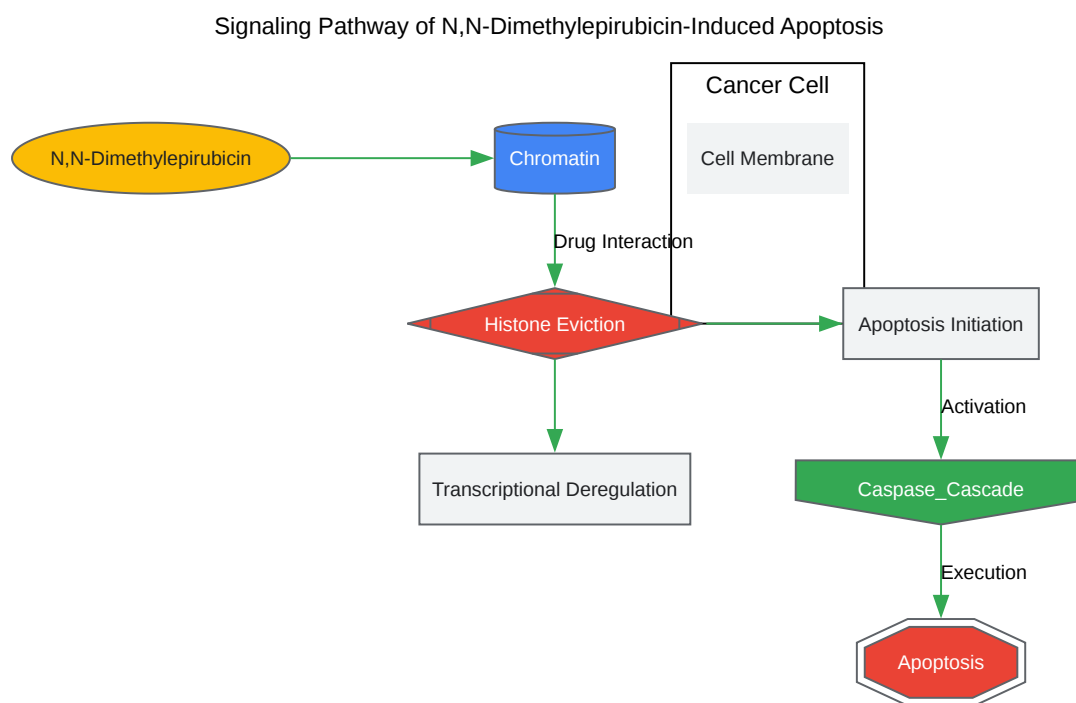 Signaling Pathway of N,N-Dimethylepirubicin-Induced Apoptosis
Cancer Cell
N,N-Dimethylepirubicin
Chromatin
Cell Membrane
Drug Interaction
Histone Eviction
Apoptosis Initiation
Activation
Transcriptional Deregulation
Caspase_Cascade
Execution
Apoptosis